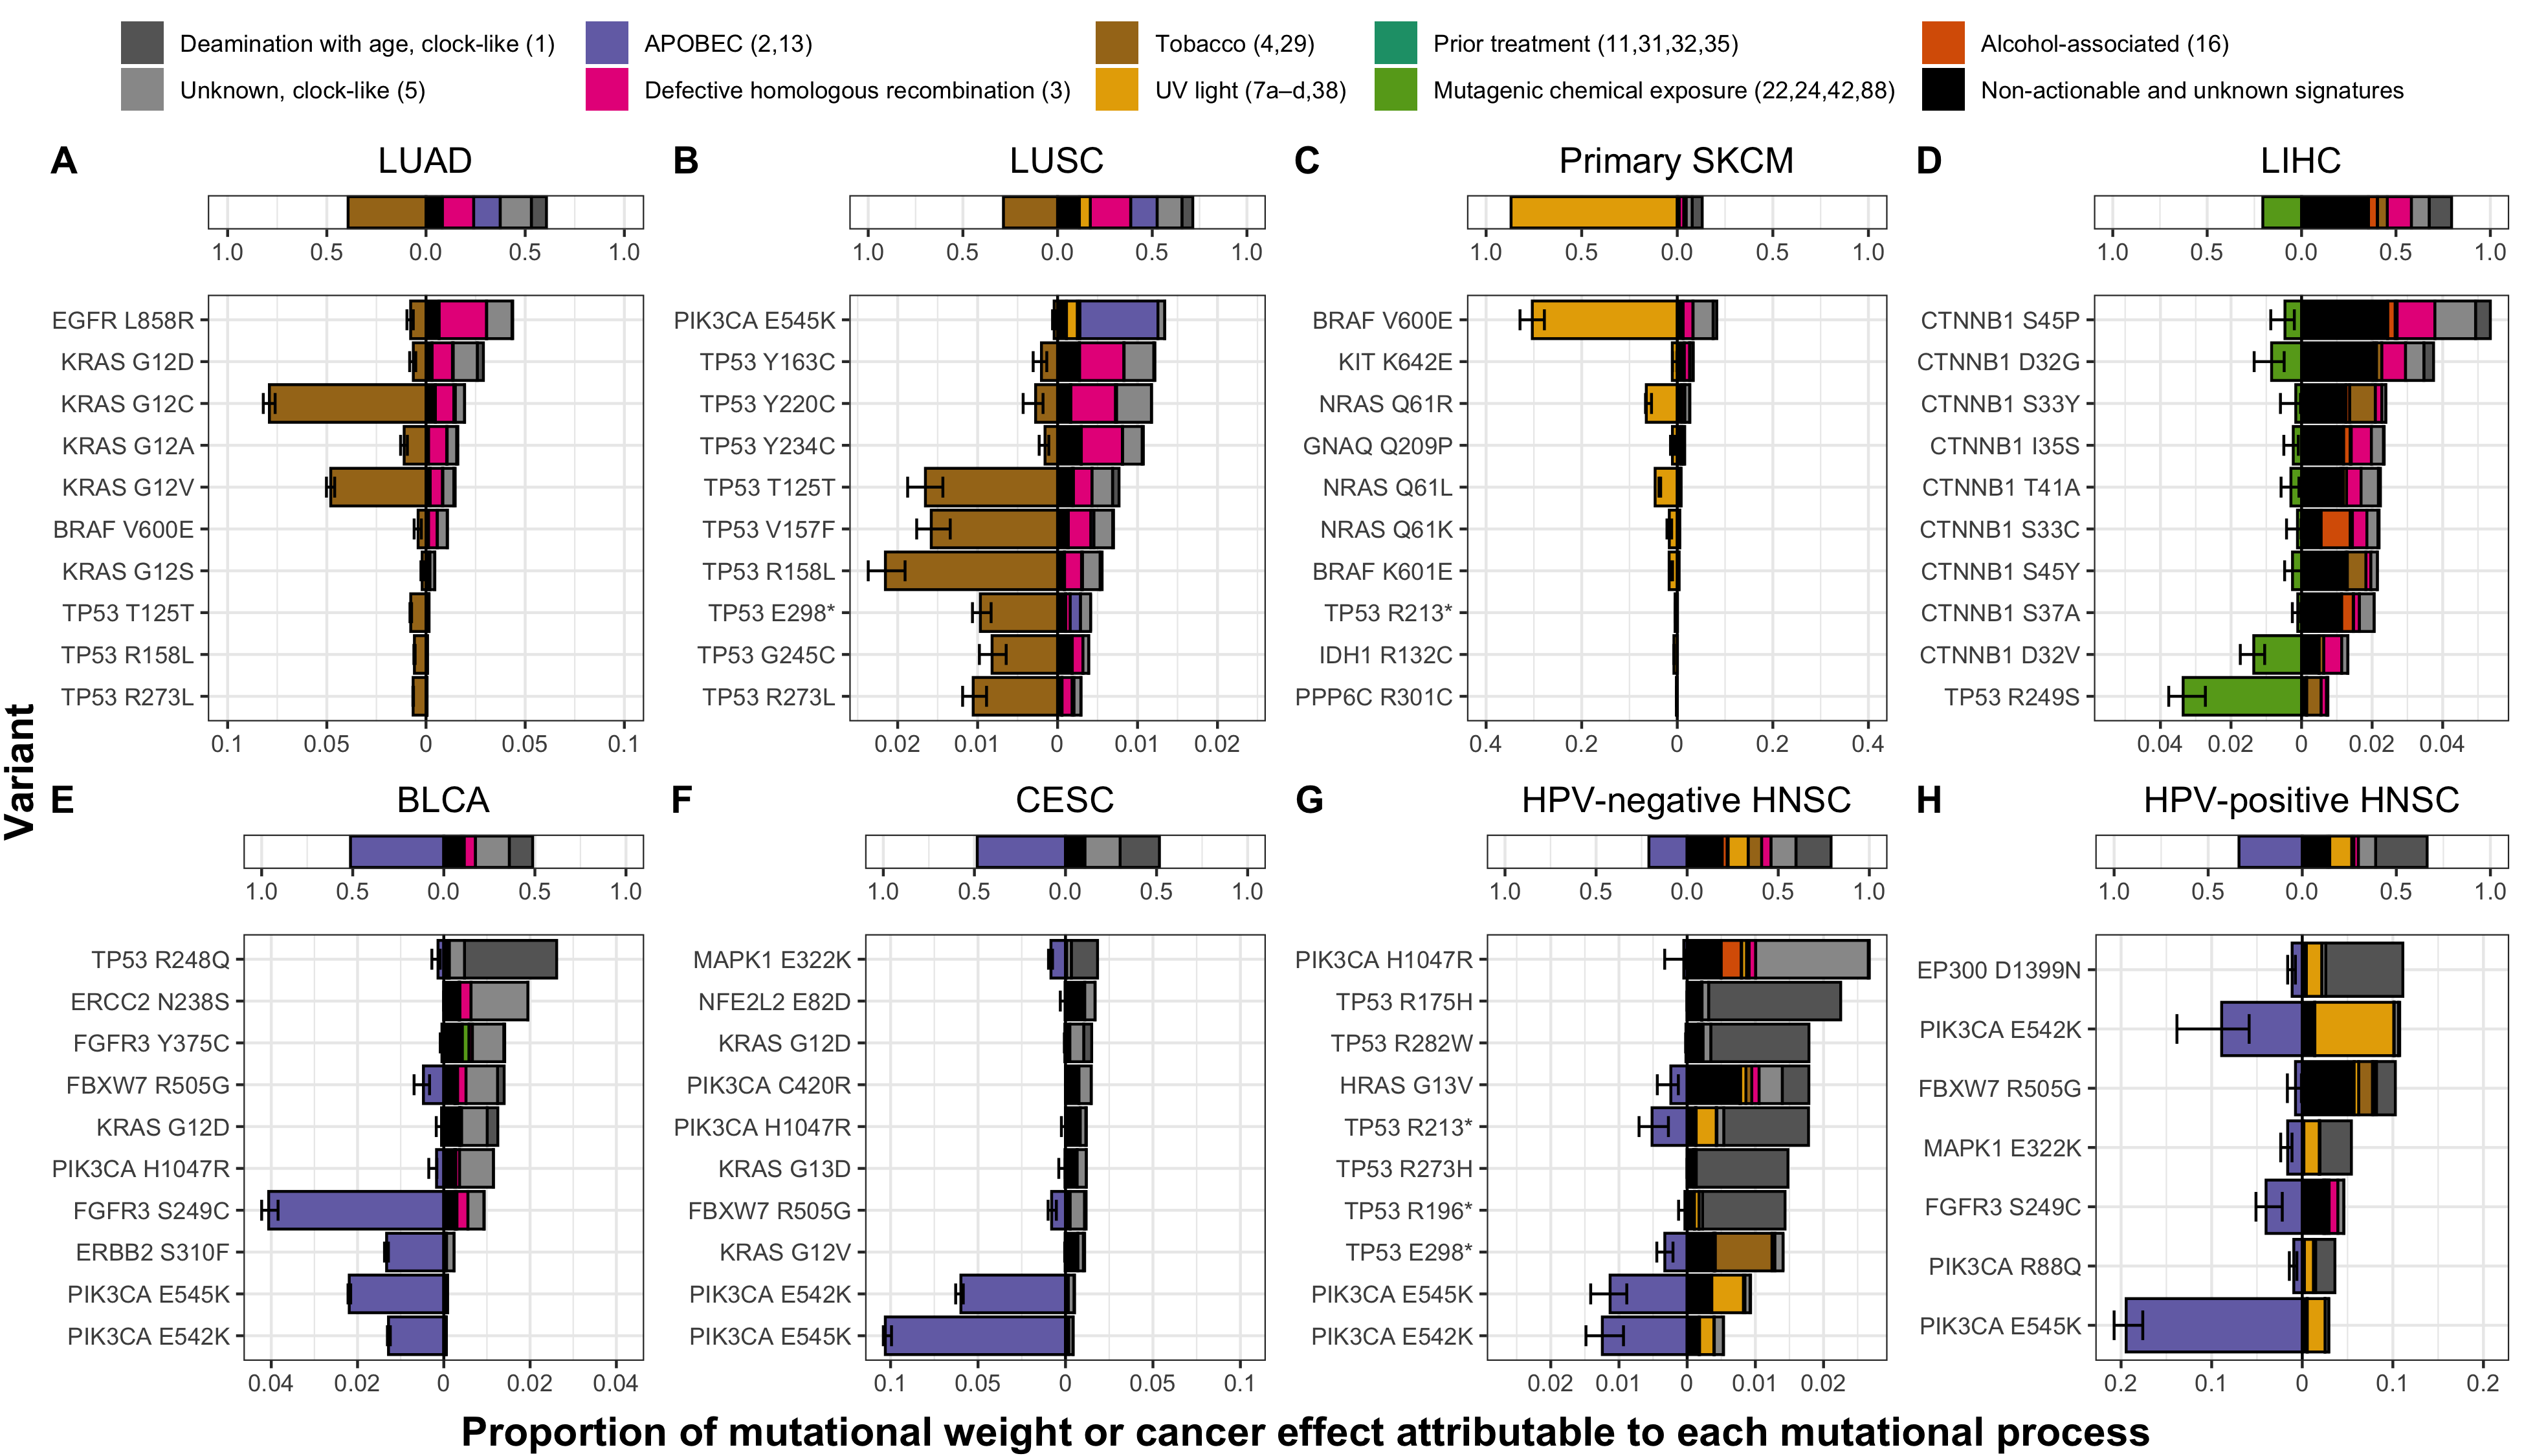 Deamination with age, clock-like (1)
APOBEC (2,13)
Tobacco (4,29)
Prior treatment (11,31,32,35)
Alcohol-associated (16)
Unknown, clock-like (5)
Defective homologous recombination (3)
UV light (7a–d,38)
Mutagenic chemical exposure (22,24,42,88)
Non-actionable and unknown signatures
Variant
A LUAD
1.0 0.5 0.0 0.5 1.0
EGFR L858R
KRAS G12D
KRAS G12C
KRAS G12A
KRAS G12V
BRAF V600E
KRAS G12S
TP53 T125T
TP53 R158L
TP53 R273L
0.1 0.05 0 0.05 0.1
B LUSC
1.0 0.5 0.0 0.5 1.0
PIK3CA E545K
TP53 Y163C
TP53 Y220C
TP53 Y234C
TP53 T125T
TP53 V157F
TP53 R158L
TP53 E298*
TP53 G245C
TP53 R273L
0.02 0.01 0 0.01 0.02
C Primary SKCM
1.0 0.5 0.0 0.5 1.0
BRAF V600E
KIT K642E
NRAS Q61R
GNAQ Q209P
NRAS Q61L
NRAS Q61K
BRAF K601E
TP53 R213*
IDH1 R132C
PPP6C R301C
0.4 0.2 0 0.2 0.4
D LIHC
1.0 0.5 0.0 0.5 1.0
CTNNB1 S45P
CTNNB1 D32G
CTNNB1 S33Y
CTNNB1 I35S
CTNNB1 T41A
CTNNB1 S33C
CTNNB1 S45Y
CTNNB1 S37A
CTNNB1 D32V
TP53 R249S
0.04 0.02 0 0.02 0.04
E BLCA
1.0 0.5 0.0 0.5 1.0
TP53 R248Q
ERCC2 N238S
FGFR3 Y375C
FBXW7 R505G
KRAS G12D
PIK3CA H1047R
FGFR3 S249C
ERBB2 S310F
PIK3CA E545K
PIK3CA E542K
0.04 0.02 0 0.02 0.04
F CESC
1.0 0.5 0.0 0.5 1.0
MAPK1 E322K
NFE2L2 E82D
KRAS G12D
PIK3CA C420R
PIK3CA H1047R
KRAS G13D
FBXW7 R505G
KRAS G12V
PIK3CA E542K
PIK3CA E545K
0.1 0.05 0 0.05 0.1
G HPV-negative HNSC
1.0 0.5 0.0 0.5 1.0
PIK3CA H1047R
TP53 R175H
TP53 R282W
HRAS G13V
TP53 R213*
TP53 R273H
TP53 R196*
TP53 E298*
PIK3CA E545K
PIK3CA E542K
0.02 0.01 0 0.01 0.02
H HPV-positive HNSC
1.0 0.5 0.0 0.5 1.0
EP300 D1399N
PIK3CA E542K
FBXW7 R505G
MAPK1 E322K
FGFR3 S249C
PIK3CA R88Q
PIK3CA E545K
0.2 0.1 0 0.1 0.2
Proportion of mutational weight or cancer effect attributable to each mutational process